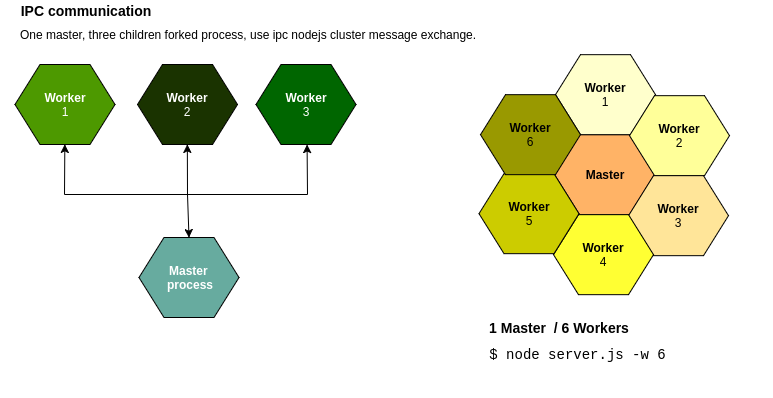 IPC communication
One master, three children forked process, use ipc nodejs cluster message exchange.
Worker
1
Worker
2
Worker
3
Master
process
Worker
1
Worker
2
Worker
3
Worker
4
Worker
5
Worker
6
Master
1 Master / 6 Workers
$ node server.js -w 6